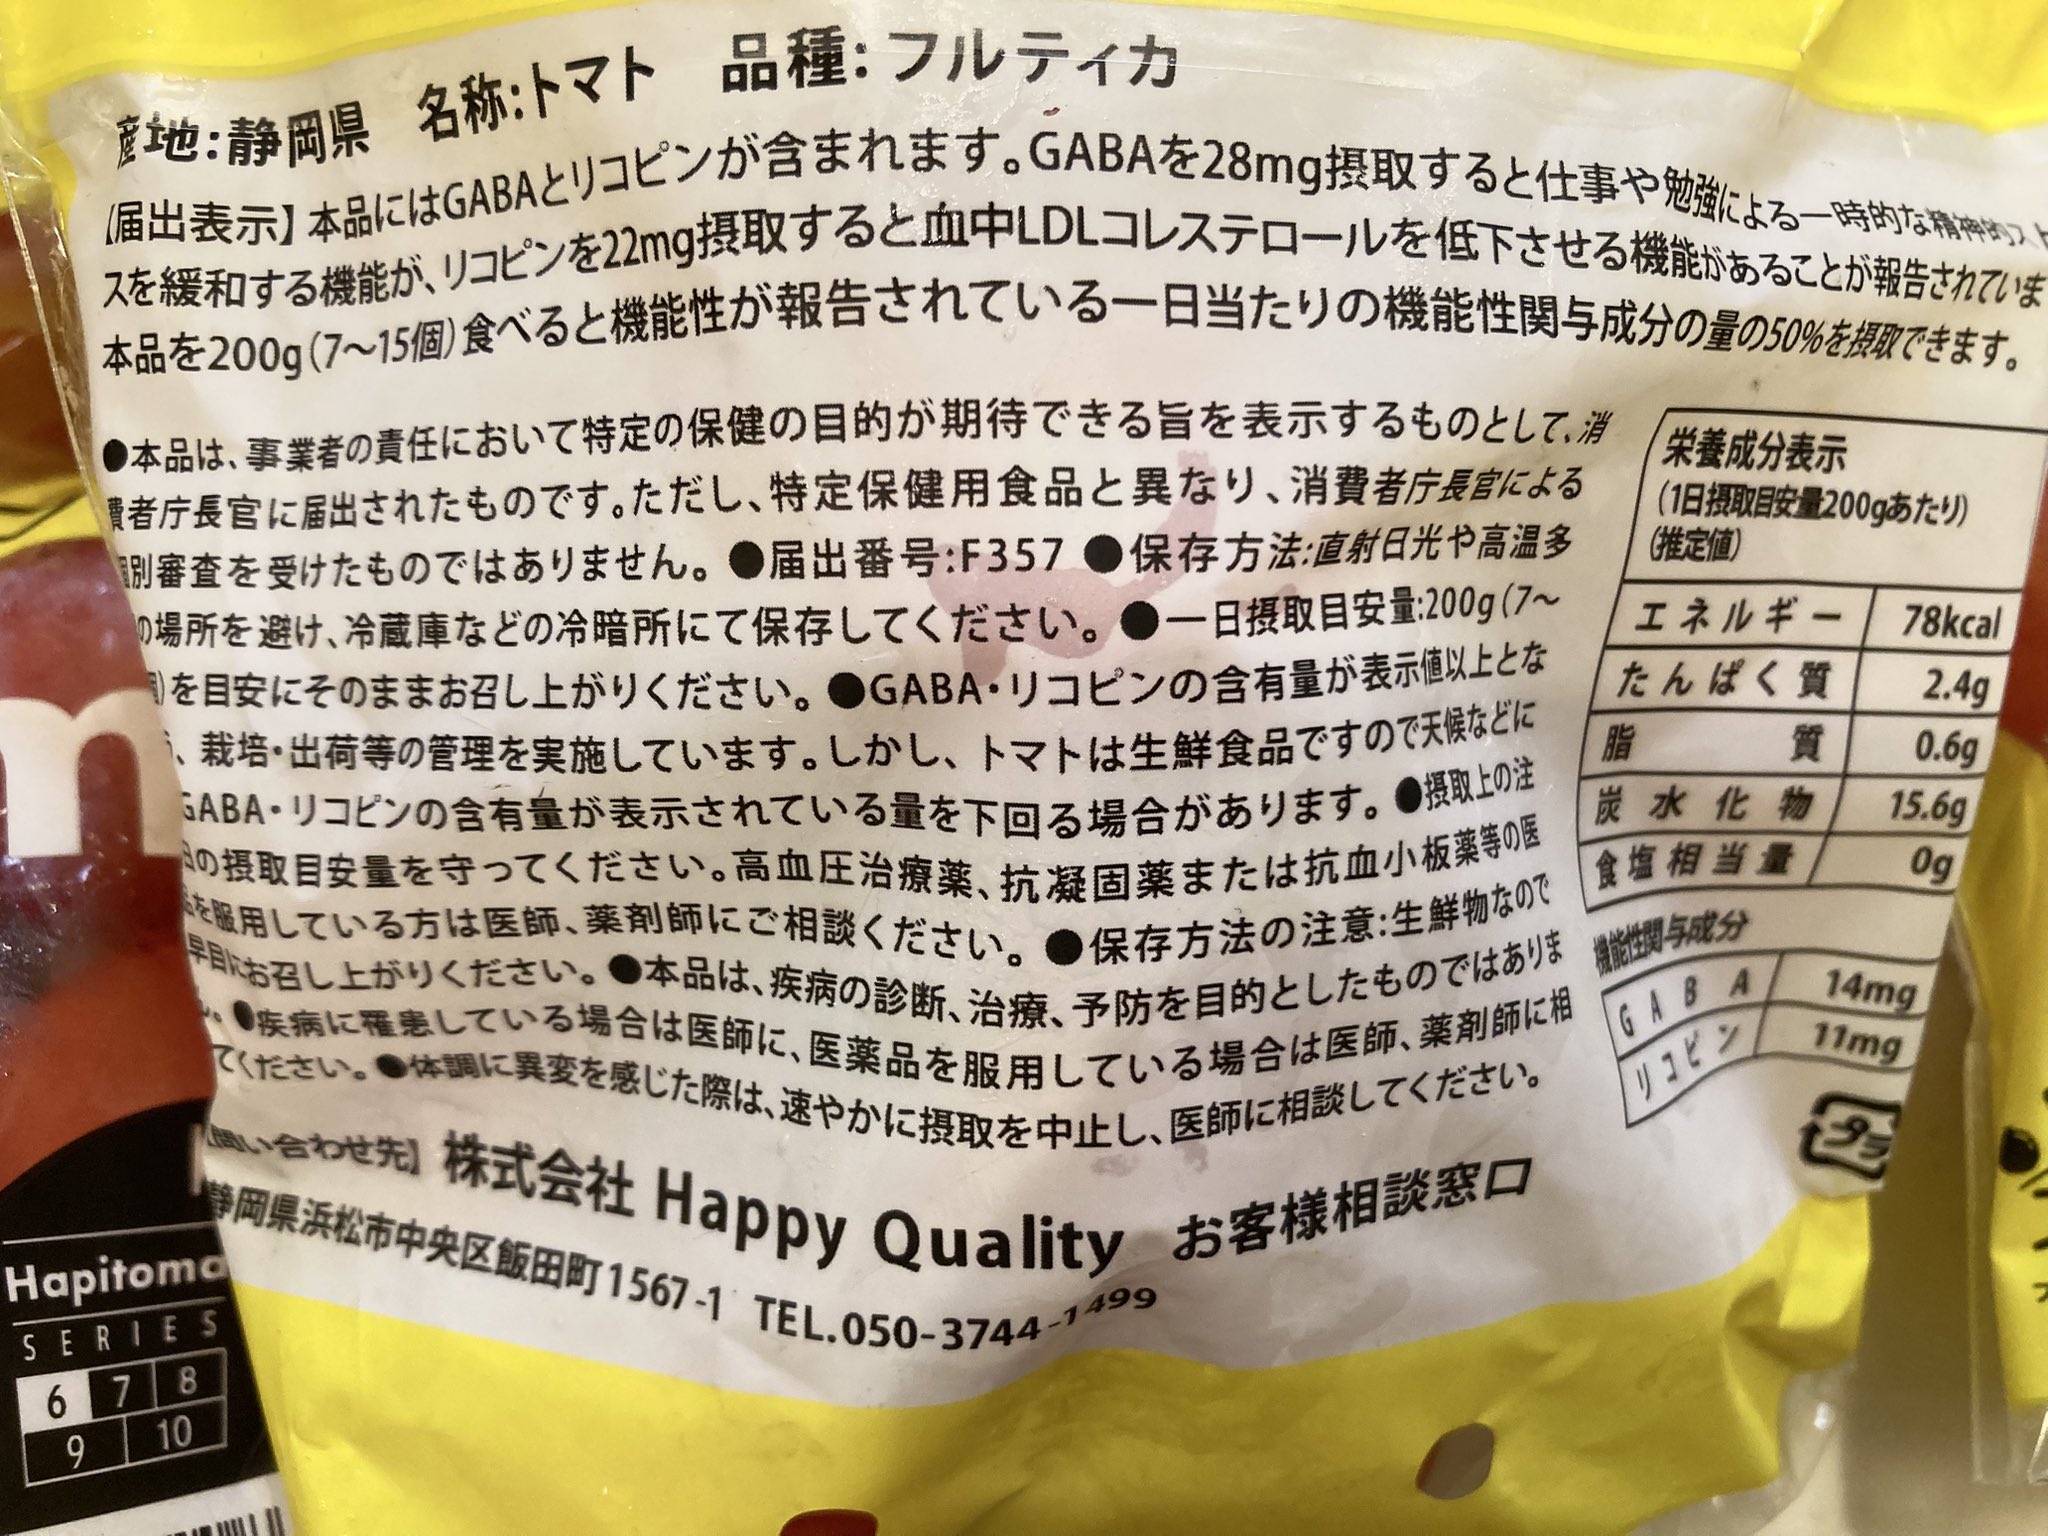 産地:静岡県 名称:トマト 品種:フルティカ
【届出表示】本品にはGABAとリコピンが含まれます。GABAを28mg摂取すると仕事や勉強による一時的な精神的スト
スを緩和する機能が、リコピンを22mg摂取すると血中LDLコレステロールを低下させる機能があることが報告されていま
本品を200g(7〜15個)食べると機能性が報告されている一日当たりの機能性関与成分の量の50%を摂取できます。
●本品は、事業者の責任において特定の保健の目的が期待できる旨を表示するものとして、消
費者庁長官に届出されたものです。ただし、特定保健用食品と異なり、消費者庁長官による
個別審査を受けたものではありません。●届出番号:F357 ●保存方法:直射日光や高温多
の場所を避け、冷蔵庫などの冷暗所にて保存してください。●一日摂取目安量:200g(7〜
)を目安にそのままお召し上がりください。●GABA・リコピンの含有量が表示値以上とな
、栽培・出荷等の管理を実施しています。しかし、トマトは生鮮食品ですので天候などに
GABA・リコピンの含有量が表示されている量を下回る場合があります。●摂取上の注
日の摂取目安量を守ってください。高血圧治療薬、抗凝固薬または抗血小板薬等の医
品を服用している方は医師、薬剤師にご相談ください。●保存方法の注意:生鮮物なので
早目にお召し上がりください。●本品は、疾病の診断、治療、予防を目的としたものではありま
ん。●疾病に罹患している場合は医師に、医薬品を服用している場合は医師、薬剤師に相
てください。●体調に異変を感じた際は、速やかに摂取を中止し、医師に相談してください。
【問い合わせ先】株式会社 Happy Quality お客様相談窓口
静岡県浜松市中央区飯田町1567-1 TEL.050-3744-1499
栄養成分表示
(1日摂取目安量200gあたり)
(推定値)
エネルギー 78kcal
たんぱく質 2.4g
脂質 0.6g
炭水化物 15.6g
食塩相当量 0g
機能性関与成分
GABA 14mg
リコピン 11mg
プラ
m
Hapitoma
SERIES
6 7 8
9 10